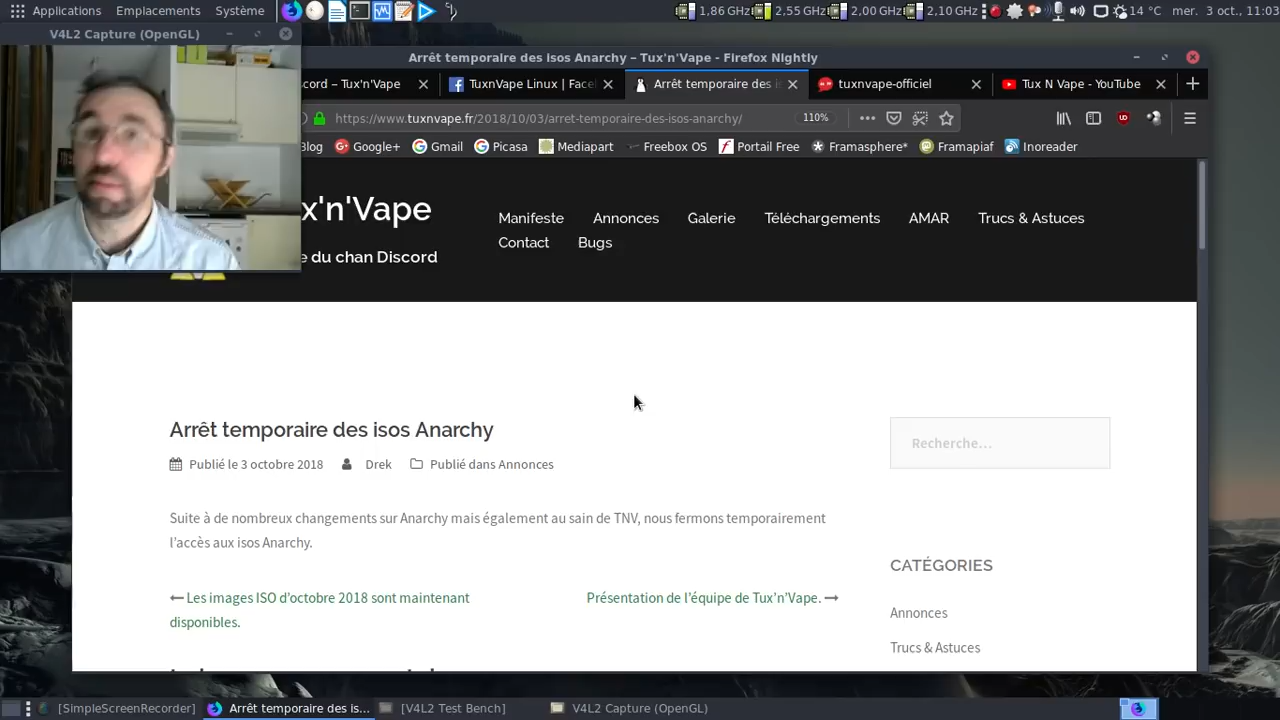 Applications Emplacements Système 1,86 GHz 2,55 GHz 2,00 GHz 2,10 GHz 14 °C mer. 3 oct., 11:03
V4L2 Capture (OpenGL)
Arrêt temporaire des isos Anarchy – Tux'n'Vape - Firefox Nightly
cord – Tux'n'Vape TuxnVape Linux | Face Arrêt temporaire des i tuxnvape-officiel Tux N Vape - YouTube
https://www.tuxnvape.fr/2018/10/03/arret-temporaire-des-isos-anarchy/ 110%
Blog Google+ Gmail Picasa Mediapart Freebox OS Portail Free Framasphere* Framapiaf Inoreader
x'n'Vape
e du chan Discord
Manifeste Annonces Galerie Téléchargements AMAR Trucs & Astuces
Contact Bugs
Arrêt temporaire des isos Anarchy
Publié le 3 octobre 2018 Drek Publié dans Annonces
Suite à de nombreux changements sur Anarchy mais également au sain de TNV, nous fermons temporairement
l'accès aux isos Anarchy.
Les images ISO d'octobre 2018 sont maintenant
disponibles.
Présentation de l'équipe de Tux'n'Vape.
Recherche…
CATÉGORIES
Annonces
Trucs & Astuces
[SimpleScreenRecorder] Arrêt temporaire des is... [V4L2 Test Bench] V4L2 Capture (OpenGL)